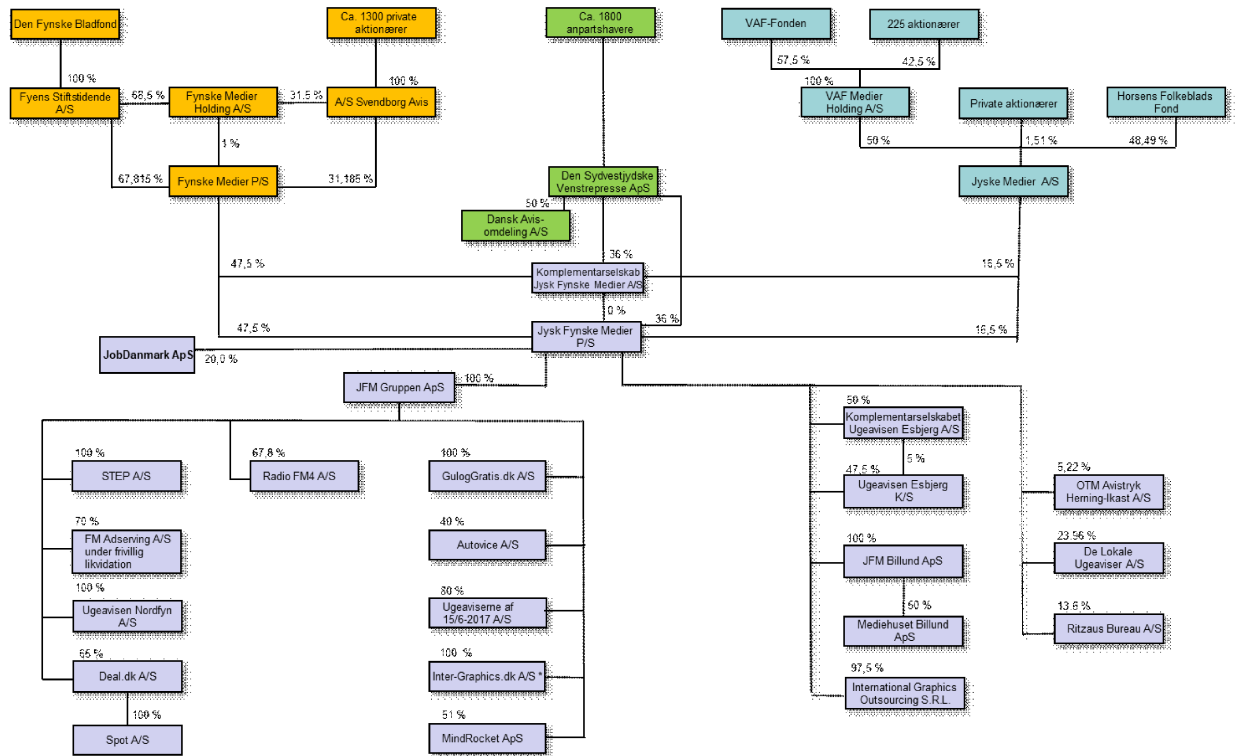 Den Fynske Bladfond
Ca. 1300 private
aktionærer
Ca. 1800
anpartshavere
VAF-Fonden
225 aktionærer
57,5 %
42,5 %
100 %
100 %
100 %
Fyens Stiftstidende
A/S
68,5 %
Fynske Medier
Holding A/S
31,5 %
A/S Svendborg Avis
VAF Medier
Holding A/S
Private aktionærer
Horsens Folkeblads
Fond
1 %
50 %
1,51 %
48,49 %
67,815 %
Fynske Medier P/S
31,185 %
Den Sydvestjydske
Venstrepresse ApS
Jyske Medier A/S
50 %
Dansk Avis-
omdeling A/S
36 %
47,5 %
Komplementarselskab
Jysk Fynske Medier A/S
16,5 %
0 %
36 %
47,5 %
Jysk Fynske Medier
P/S
16,5 %
JobDanmark ApS
20,0 %
JFM Gruppen ApS
100 %
50 %
Komplementarselskabet
Ugeavisen Esbjerg A/S
5 %
100 %
STEP A/S
67,8 %
Radio FM4 A/S
100 %
GulogGratis.dk A/S
47,5 %
Ugeavisen Esbjerg
K/S
5,22 %
OTM Avistryk
Herning-Ikast A/S
70 %
FM Adserving A/S
under frivillig
likvidation
40 %
Autovice A/S
100 %
JFM Billund ApS
23,56 %
De Lokale
Ugeaviser A/S
100 %
Ugeavisen Nordfyn
A/S
80 %
Ugeaviserne af
15/6-2017 A/S
50 %
Mediehuset Billund
ApS
13,6 %
Ritzaus Bureau A/S
65 %
Deal.dk A/S
100 %
Inter-Graphics.dk A/S *
97,5 %
International Graphics
Outsourcing S.R.L.
100 %
Spot A/S
51 %
MindRocket ApS